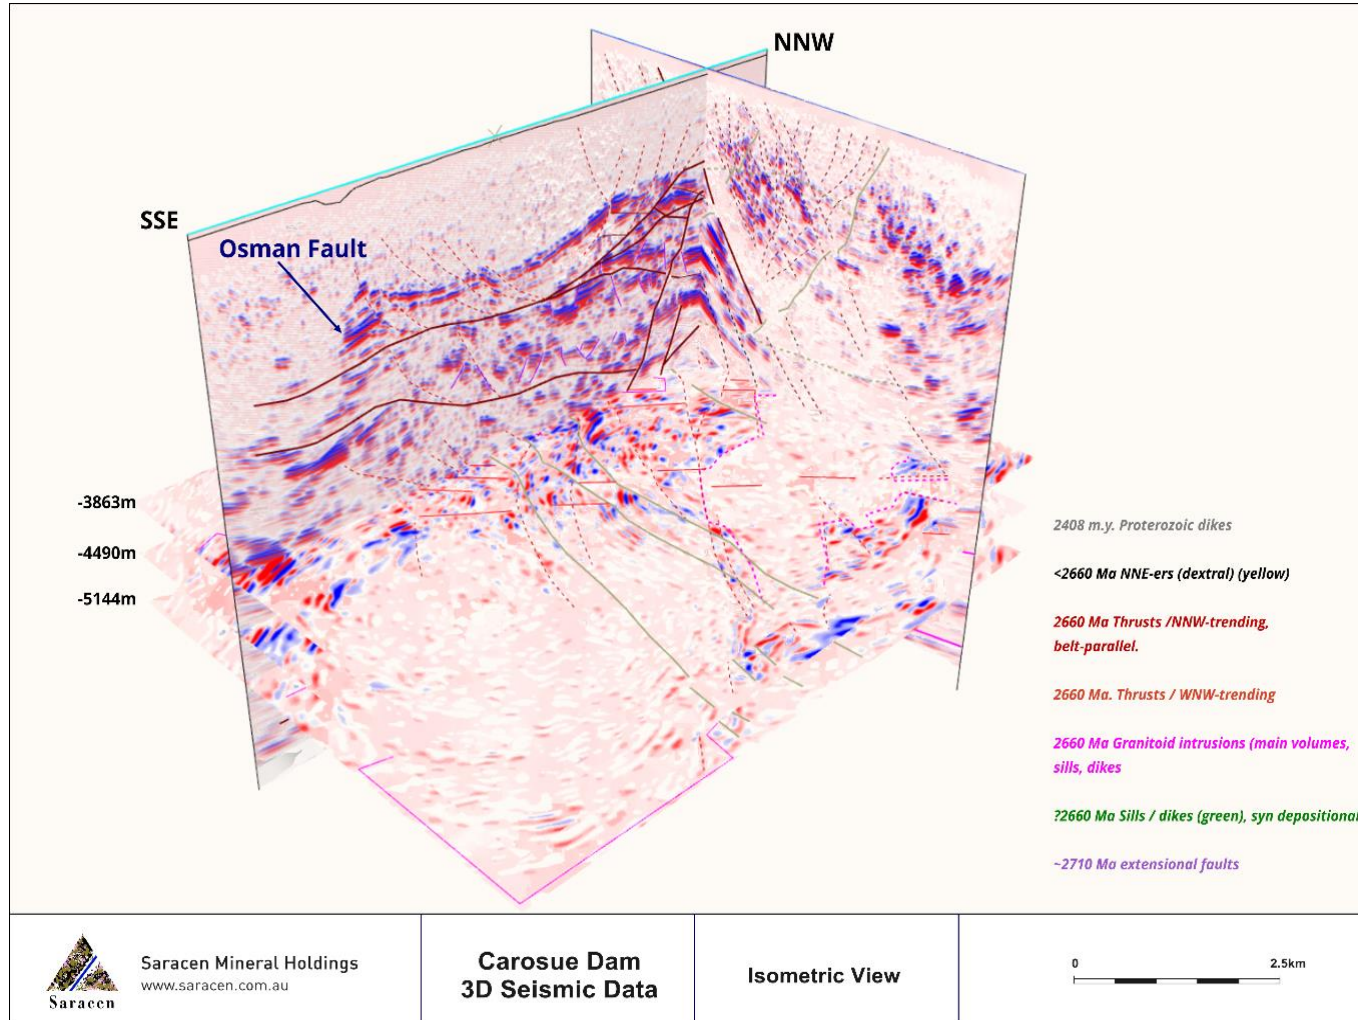 NNW
SSE
Osman Fault
-3863m
-4490m
-5144m
2408 m.y. Proterozoic dikes
<2660 Ma NNE-ers (dextral) (yellow)
2660 Ma Thrusts /NNW-trending,
belt-parallel.
2660 Ma. Thrusts / WNW-trending
2660 Ma Granitoid intrusions (main volumes,
sills, dikes
?2660 Ma Sills / dikes (green), syn depositional
~2710 Ma extensional faults
Saracen
Saracen Mineral Holdings
www.saracen.com.au
Carosue Dam
3D Seismic Data
Isometric View
0 2.5km